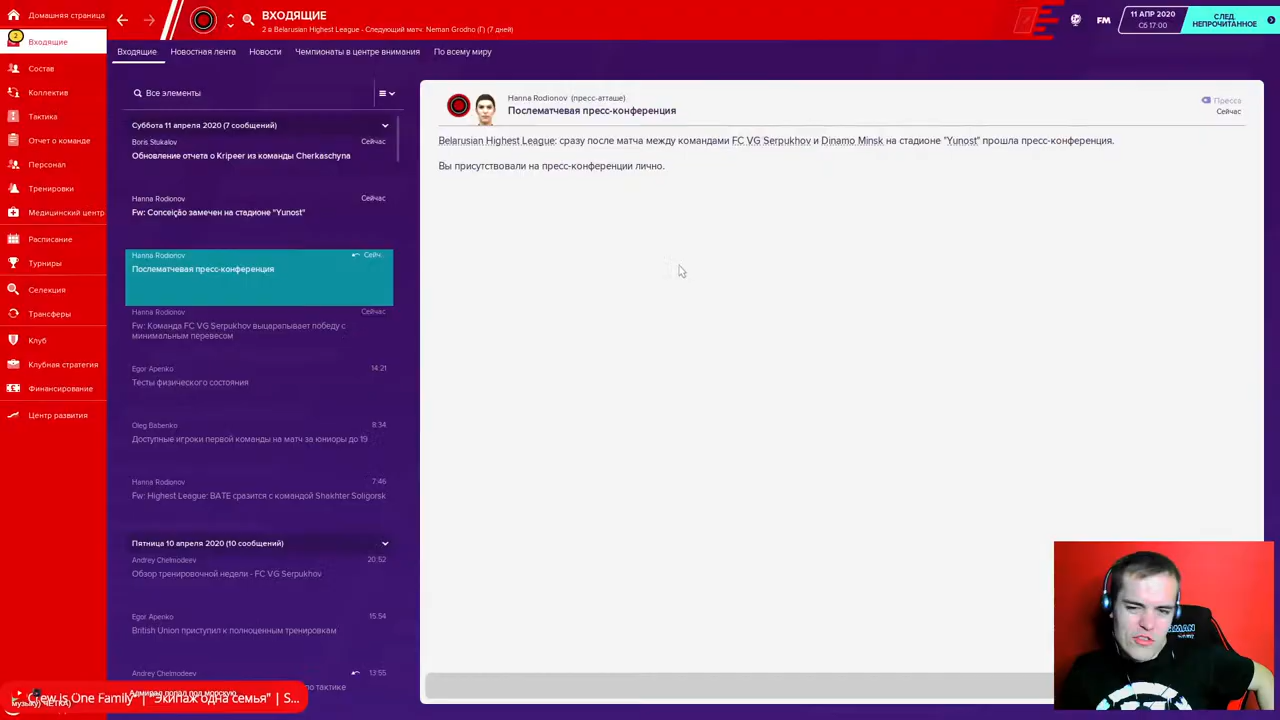 Домашняя страница
2
Входящие
Состав
Коллектив
Тактика
Отчет о команде
Персонал
Тренировки
Медицинский центр
Расписание
Турниры
Селекция
Трансферы
Клуб
Клубная стратегия
Финансирование
Центр развития
ВХОДЯЩИЕ
2 в Belarusian Highest League - Следующий матч: Neman Grodno (Г) (7 дней)
FM
11 АПР 2020
Сб 17:00
СЛЕД.
НЕПРОЧИТАННОЕ
Входящие
Новостная лента
Новости
Чемпионаты в центре внимания
По всему миру
Все элементы
Суббота 11 апреля 2020 (7 сообщений)
Boris Stukalov Сейчас
Обновление отчета о Kripeer из команды Cherkaschyna
Hanna Rodionov Сейчас
Fw: Conceição замечен на стадионе "Yunost"
Hanna Rodionov
Послематчевая пресс-конференция
Hanna Rodionov Сейчас
Fw: Команда FC VG Serpukhov выцарапывает победу с
минимальным перевесом
Egor Apenko 14:21
Тесты физического состояния
Oleg Babenko 8:34
Доступные игроки первой команды на матч за юниоры до 19
Hanna Rodionov 7:46
Fw: Highest League: BATE сразится с командой Shakhter Soligorsk
Пятница 10 апреля 2020 (10 сообщений)
Andrey Chelmodeev 20:52
Обзор тренировочной недели - FC VG Serpukhov
Egor Apenko 15:54
British Union приступил к полноценным тренировкам
Andrey Chelmodeev 13:55
по тактике
Hanna Rodionov (пресс-атташе)
Послематчевая пресс-конференция
Пресса
Сейчас
Belarusian Highest League: сразу после матча между командами FC VG Serpukhov и Dinamo Minsk на стадионе "Yunost" прошла пресс-конференция.
Вы присутствовали на пресс-конференции лично.
Crew is One Family" | "Экипаж одна семья" | S...